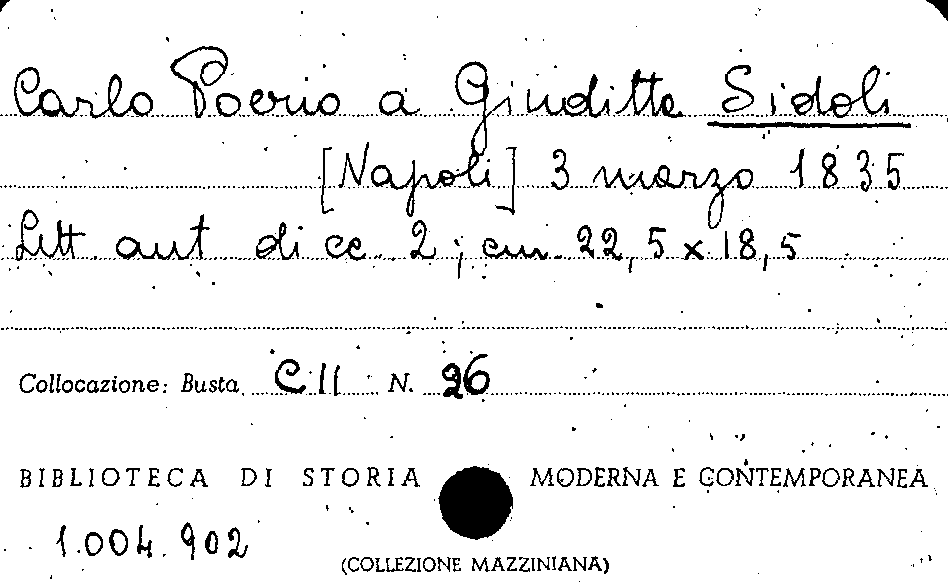 Carlo Poerio a Giuditta Sidoli
[Napoli] 3 marzo 1835
Lett. aut di cc. 2; cm. 22,5 x 18,5
Collocazione: Busta C II N. 26
BIBLIOTECA DI STORIA MODERNA E CONTEMPORANEA
1.004.902
(COLLEZIONE MAZZINIANA)